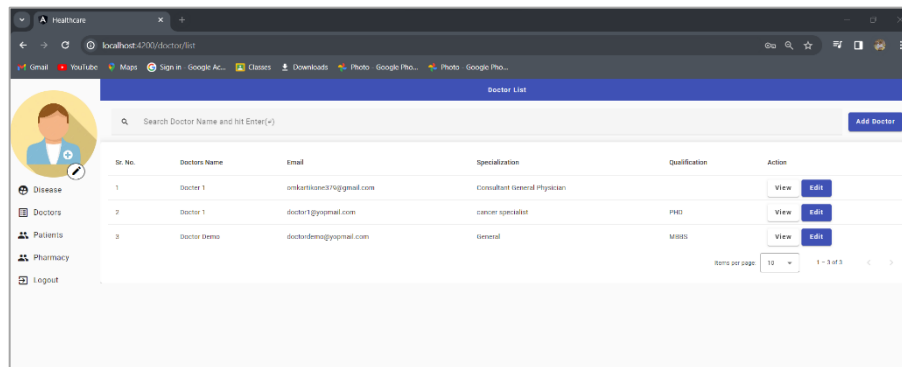 Healthcare
localhost:4200/doctor/list
Gmail YouTube Maps Sign in - Google Ac... Classes Downloads Photo - Google Pho... Photo - Google Pho...
Doctor List
Search Doctor Name and hit Enter(↵)
Add Doctor
Sr. No. Doctors Name Email Specialization Qualification Action
1 Docter 1 omkartikone379@gmail.com Consultant General Physician View Edit
2 Doctor 1 doctor1@yopmail.com cancer specialist PHD View Edit
3 Doctor Demo doctordemo@yopmail.com General MBBS View Edit
Items per page: 10 1 – 3 of 3
Disease
Doctors
Patients
Pharmacy
Logout